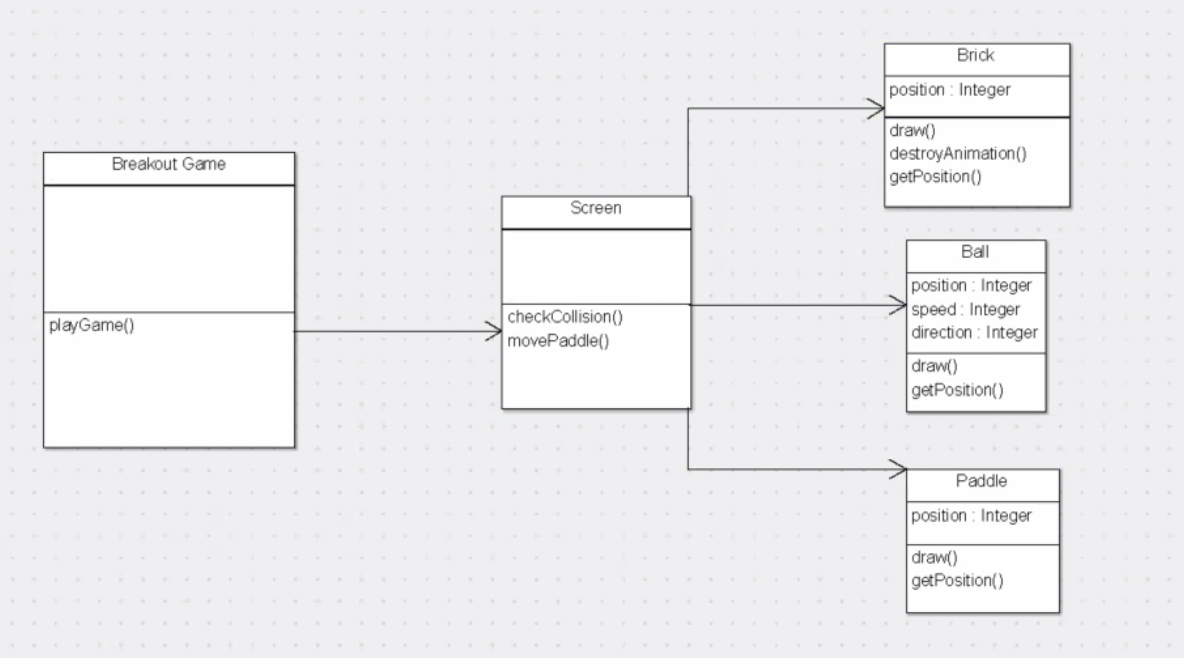 Breakout Game
playGame()
Screen
checkCollision()
movePaddle()
Brick
position : Integer
draw()
destroyAnimation()
getPosition()
Ball
position : Integer
speed : Integer
direction : Integer
draw()
getPosition()
Paddle
position : Integer
draw()
getPosition()